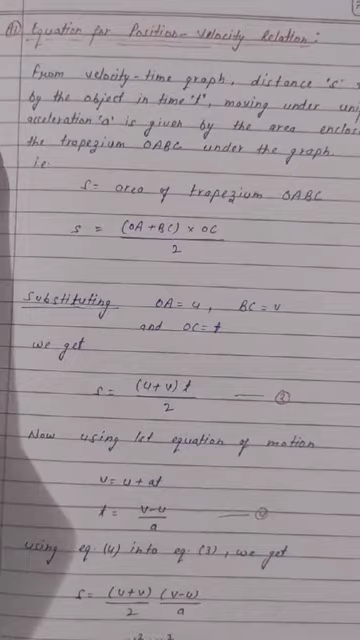 (iii) Equation for Position-Velocity Relation:
From velocity-time graph, distance 's'
by the object in time 't', moving under
acceleration 'a' is given by the area
the trapezium OABC under the graph.
i.e.
s = area of trapezium OABC
s = (OA + BC) × OC / 2
Substituting OA = u, BC = v
and OC = t
we get
s = (u+v) t / 2 — (3)
Now using 1st equation of motion
v = u + at
t = v-u / a — (4)
using eq. (4) into eq. (3), we get
s = (u+v) / 2 (v-u) / a